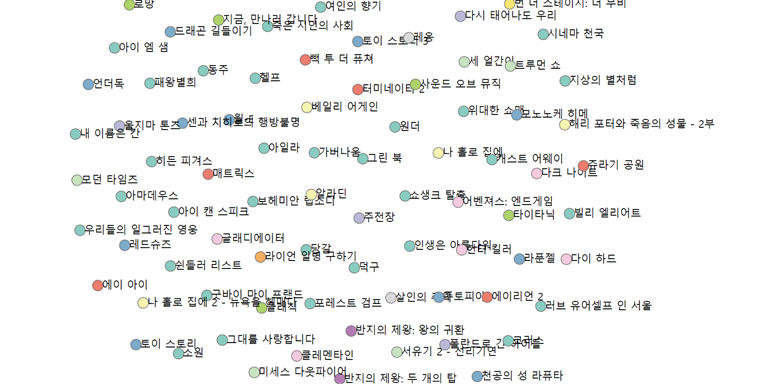 로망
여인의 향기
번 더 스테이지: 더 무비
지금, 만나러 갑니다
죽은 시인의 사회
다시 태어나도 우리
드래곤 길들이기
토이 스토리 3
레옹
시네마 천국
아이 엠 샘
빽 투 더 퓨쳐
세 얼간이
트루먼 쇼
동주
헬프
언더독
패왕별희
터미네이터 2
사운드 오브 뮤직
지상의 별처럼
베일리 어게인
위대한 쇼맨
모노노케 히메
울지마 톤즈
센과 치히로의 행방불명
원더
해리 포터와 죽음의 성물 - 2부
내 이름은 칸
아일라
가버나움
그린 북
나 홀로 집에
캐스트 어웨이
히든 피겨스
쥬라기 공원
매트릭스
다크 나이트
모던 타임즈
아마데우스
보헤미안 랩소디
알라딘
쇼생크 탈출
어벤져스: 엔드게임
아이 캔 스피크
주전장
타이타닉
빌리 엘리어트
우리들의 일그러진 영웅
글래디에이터
레드슈즈
당갈
인생은 아름다워
헌터 킬러
라이언 일병 구하기
라푼젤
다이 하드
쉰들러 리스트
덕구
에이 아이
굿바이 마이 프랜드
나 홀로 집에 2 - 뉴욕을 헤매다
클래식
포레스트 검프
살인의 추억
주토피아
에이리언 2
러브 유어셀프 인 서울
반지의 제왕: 왕의 귀환
토이 스토리
그대를 사랑합니다
폴란드로 간 아이들
소원
클레멘타인
서유기 2 - 선리기연
미세스 다웃파이어
반지의 제왕: 두 개의 탑
천공의 성 라퓨타